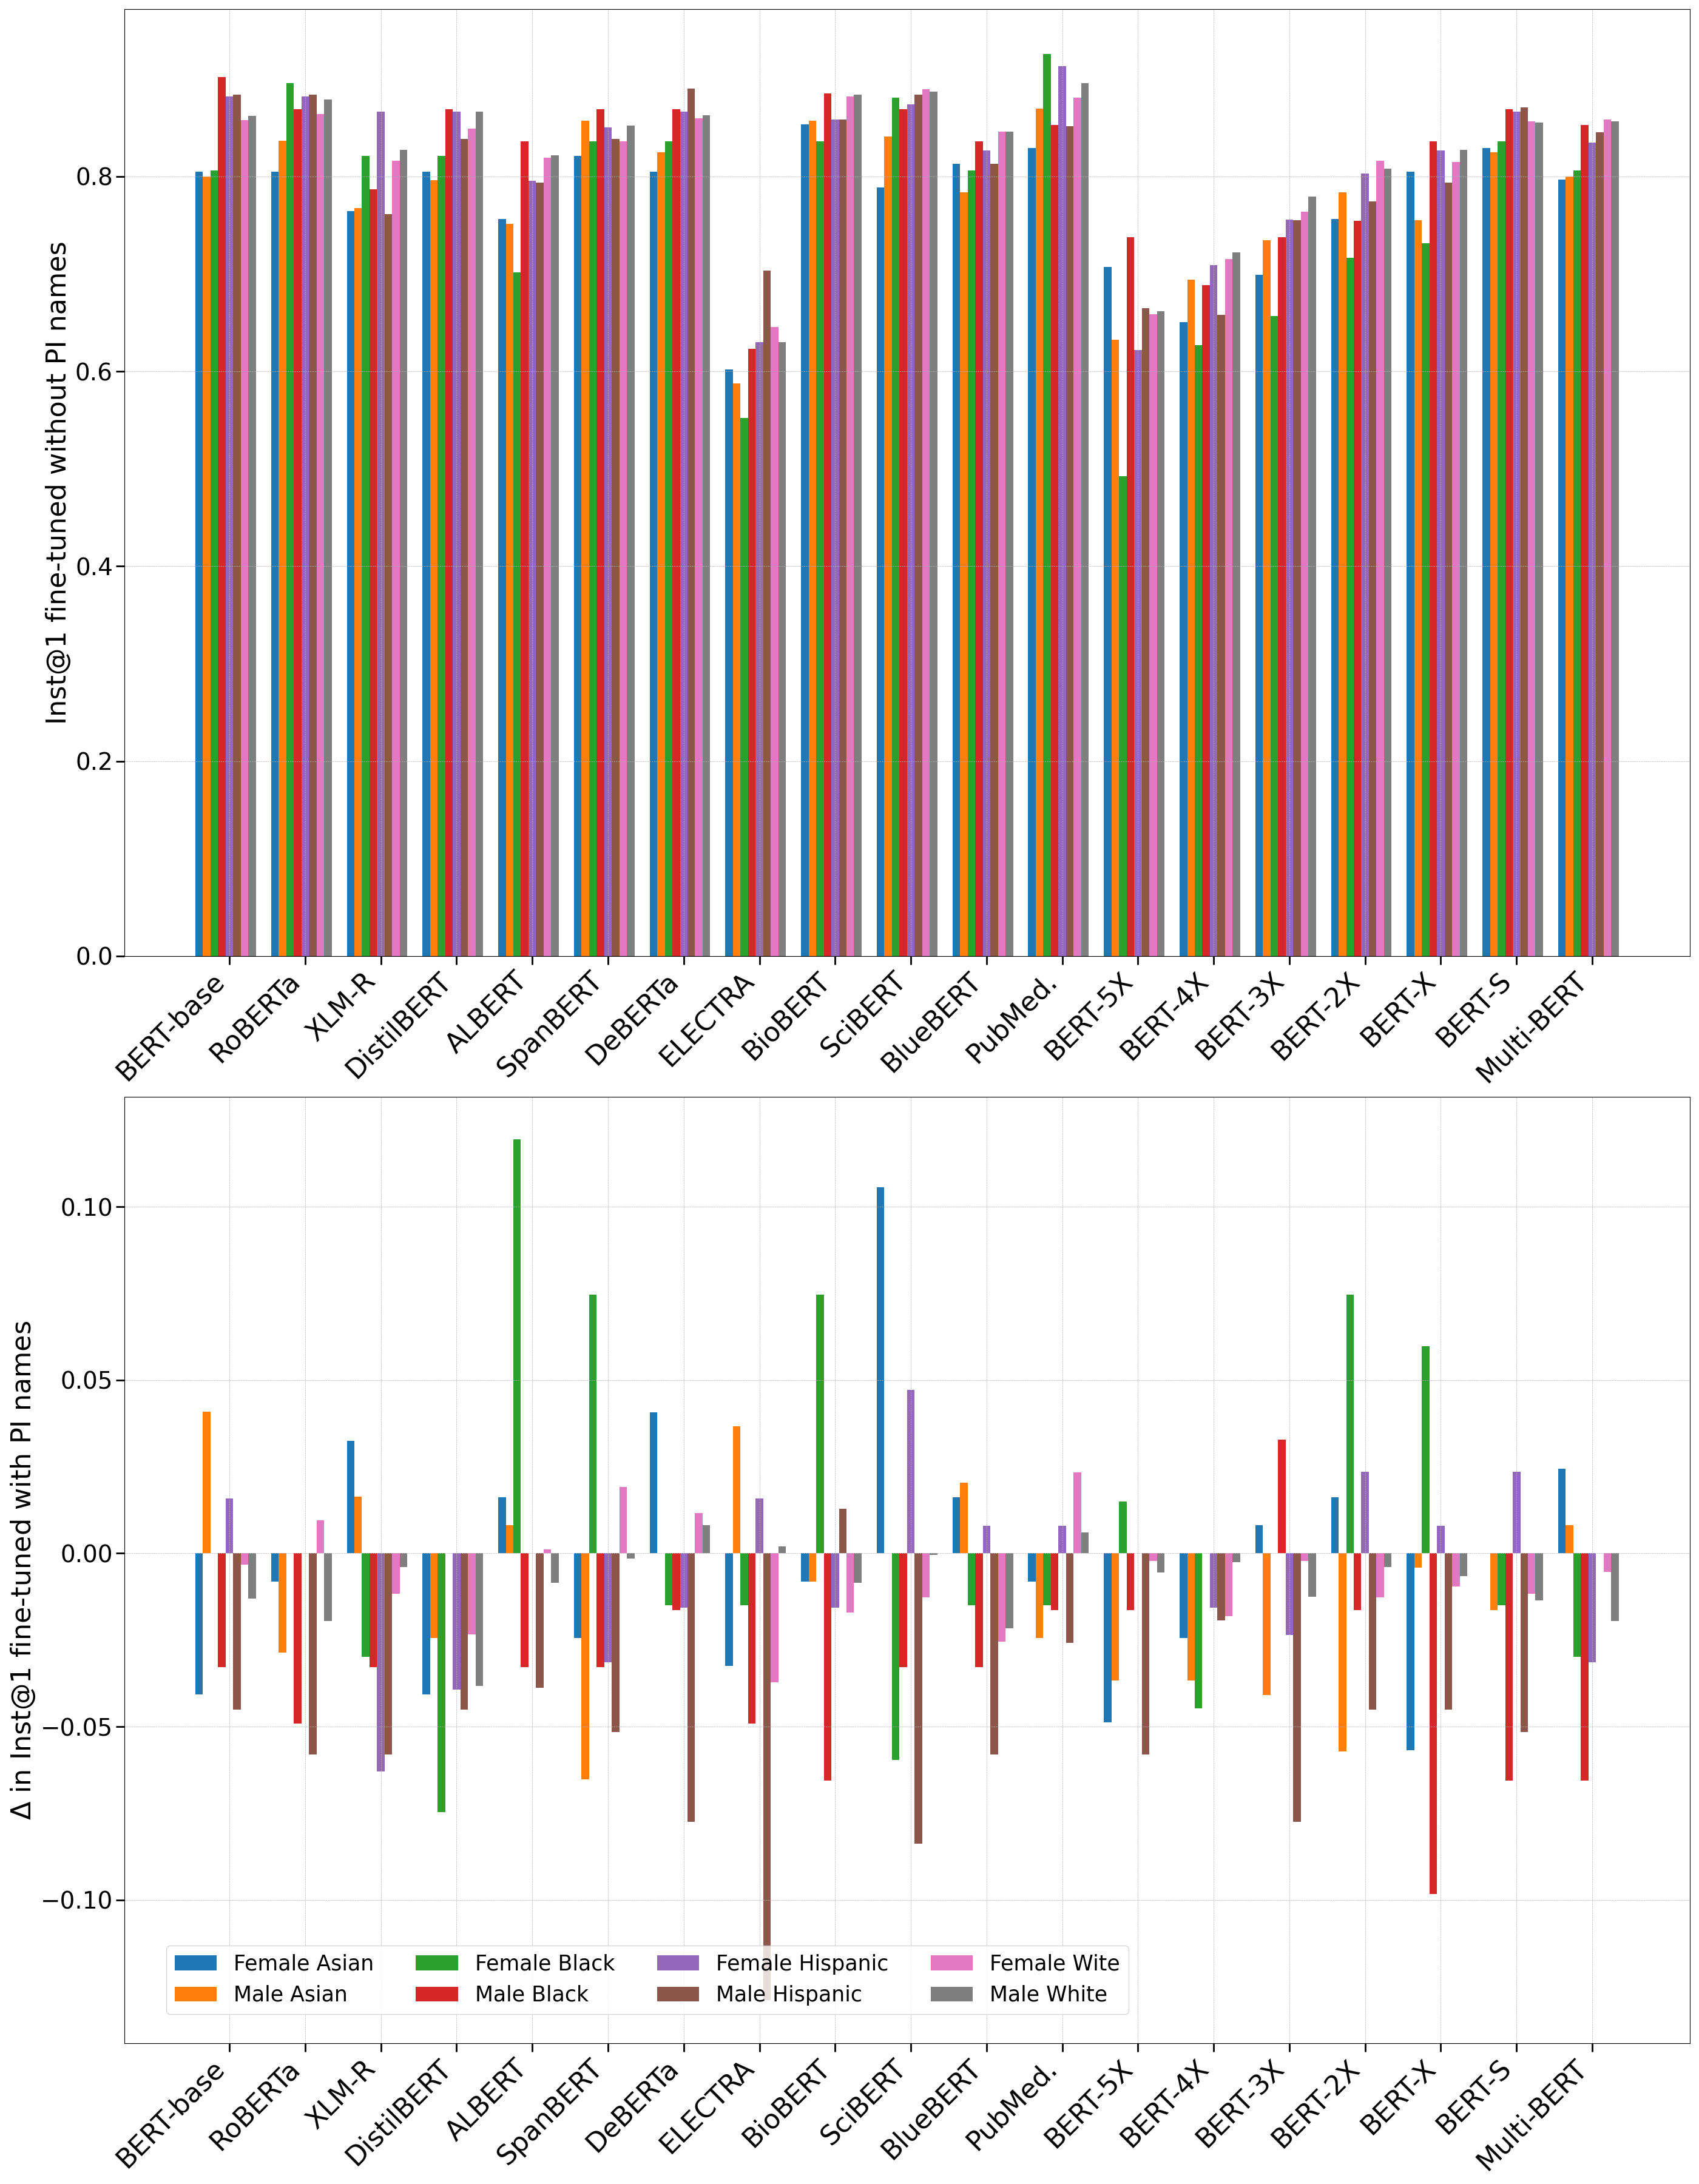 Inst@1 fine-tuned without PI names
0.8
0.6
0.4
0.2
0.0
BERT-base
RoBERTa
XLM-R
DistilBERT
ALBERT
SpanBERT
DeBERTa
ELECTRA
BioBERT
SciBERT
BlueBERT
PubMed.
BERT-5X
BERT-4X
BERT-3X
BERT-2X
BERT-X
BERT-S
Multi-BERT
Δ in Inst@1 fine-tuned with PI names
0.10
0.05
0.00
−0.05
−0.10
Female Asian Female Black Female Hispanic Female Wite
Male Asian Male Black Male Hispanic Male White
BERT-base
RoBERTa
XLM-R
DistilBERT
ALBERT
SpanBERT
DeBERTa
ELECTRA
BioBERT
SciBERT
BlueBERT
PubMed.
BERT-5X
BERT-4X
BERT-3X
BERT-2X
BERT-X
BERT-S
Multi-BERT